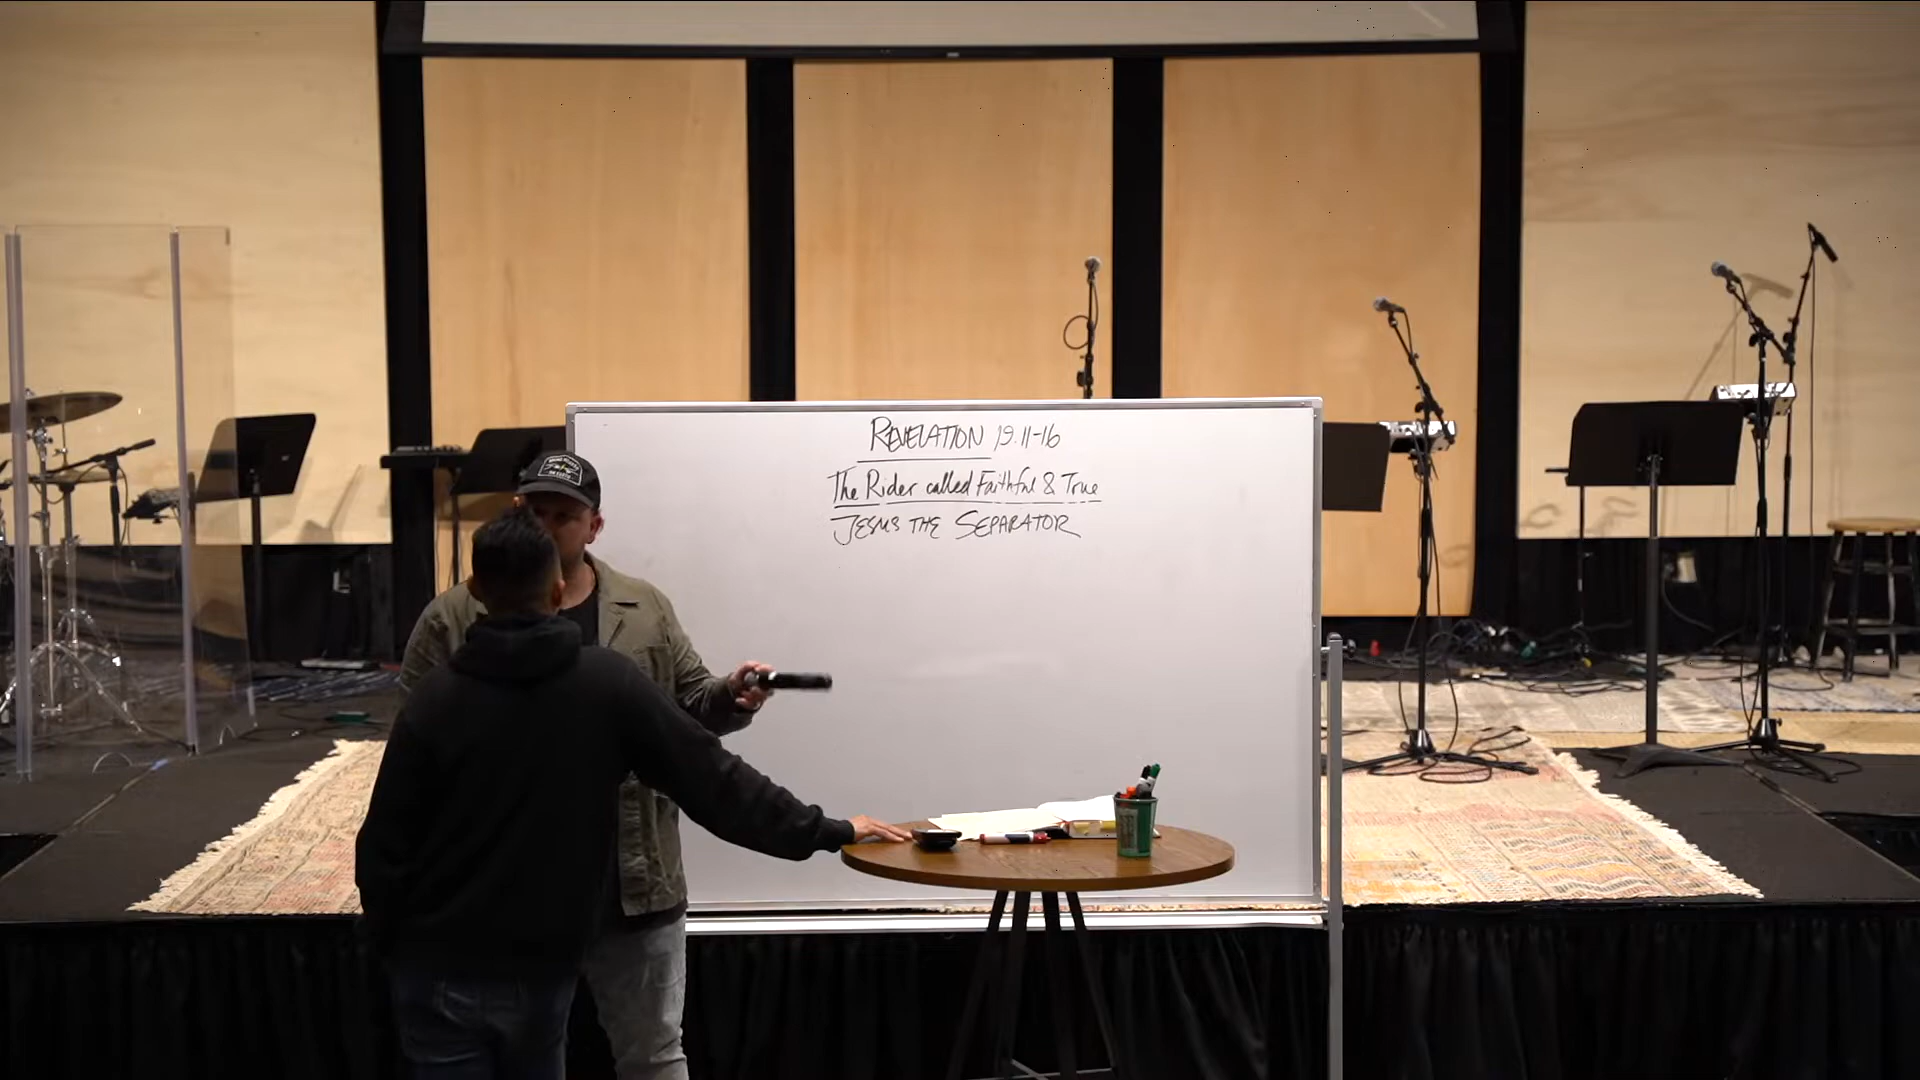 REVELATION 19.11-16
The Rider called Faithful & True
JESUS THE SEPARATOR